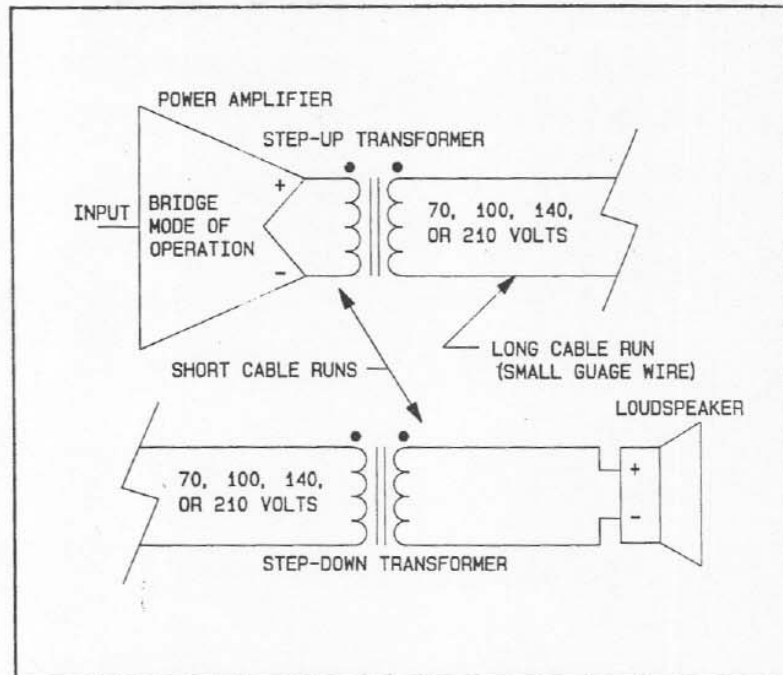 POWER AMPLIFIER
STEP-UP TRANSFORMER
INPUT
BRIDGE
MODE OF
OPERATION
+
−
70, 100, 140,
OR 210 VOLTS
SHORT CABLE RUNS
LONG CABLE RUN
(SMALL GUAGE WIRE)
LOUDSPEAKER
70, 100, 140,
OR 210 VOLTS
+
−
STEP-DOWN TRANSFORMER